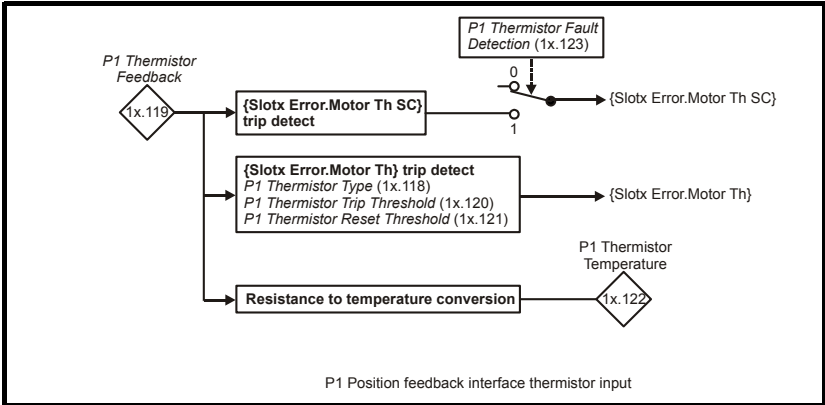 P1 Thermistor Fault
Detection (1x.123)
P1 Thermistor
Feedback
1x.119
{Slotx Error.Motor Th SC}
trip detect
0
1
{Slotx Error.Motor Th SC}
{Slotx Error.Motor Th} trip detect
P1 Thermistor Type (1x.118)
P1 Thermistor Trip Threshold (1x.120)
P1 Thermistor Reset Threshold (1x.121)
{Slotx Error.Motor Th}
P1 Thermistor
Temperature
Resistance to temperature conversion
1x.122
P1 Position feedback interface thermistor input